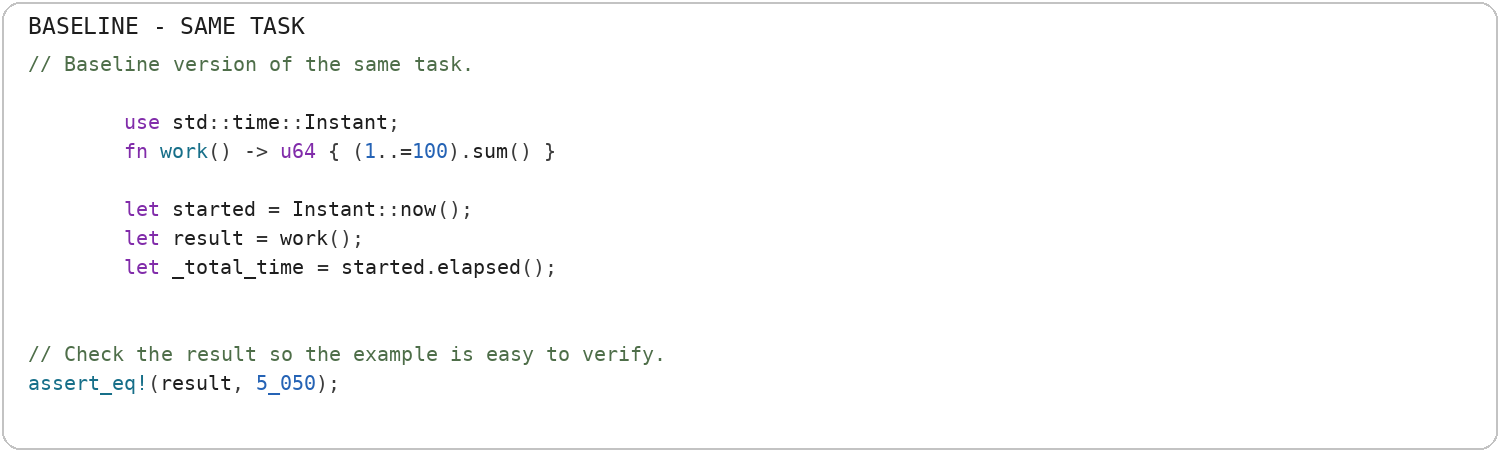 BASELINE - SAME TASK
// Baseline version of the same task.
use std::time::Instant;
fn work() -> u64 { (1..=100).sum() }
let started = Instant::now();
let result = work();
let _total_time = started.elapsed();
// Check the result so the example is easy to verify.
assert_eq!(result, 5_050);